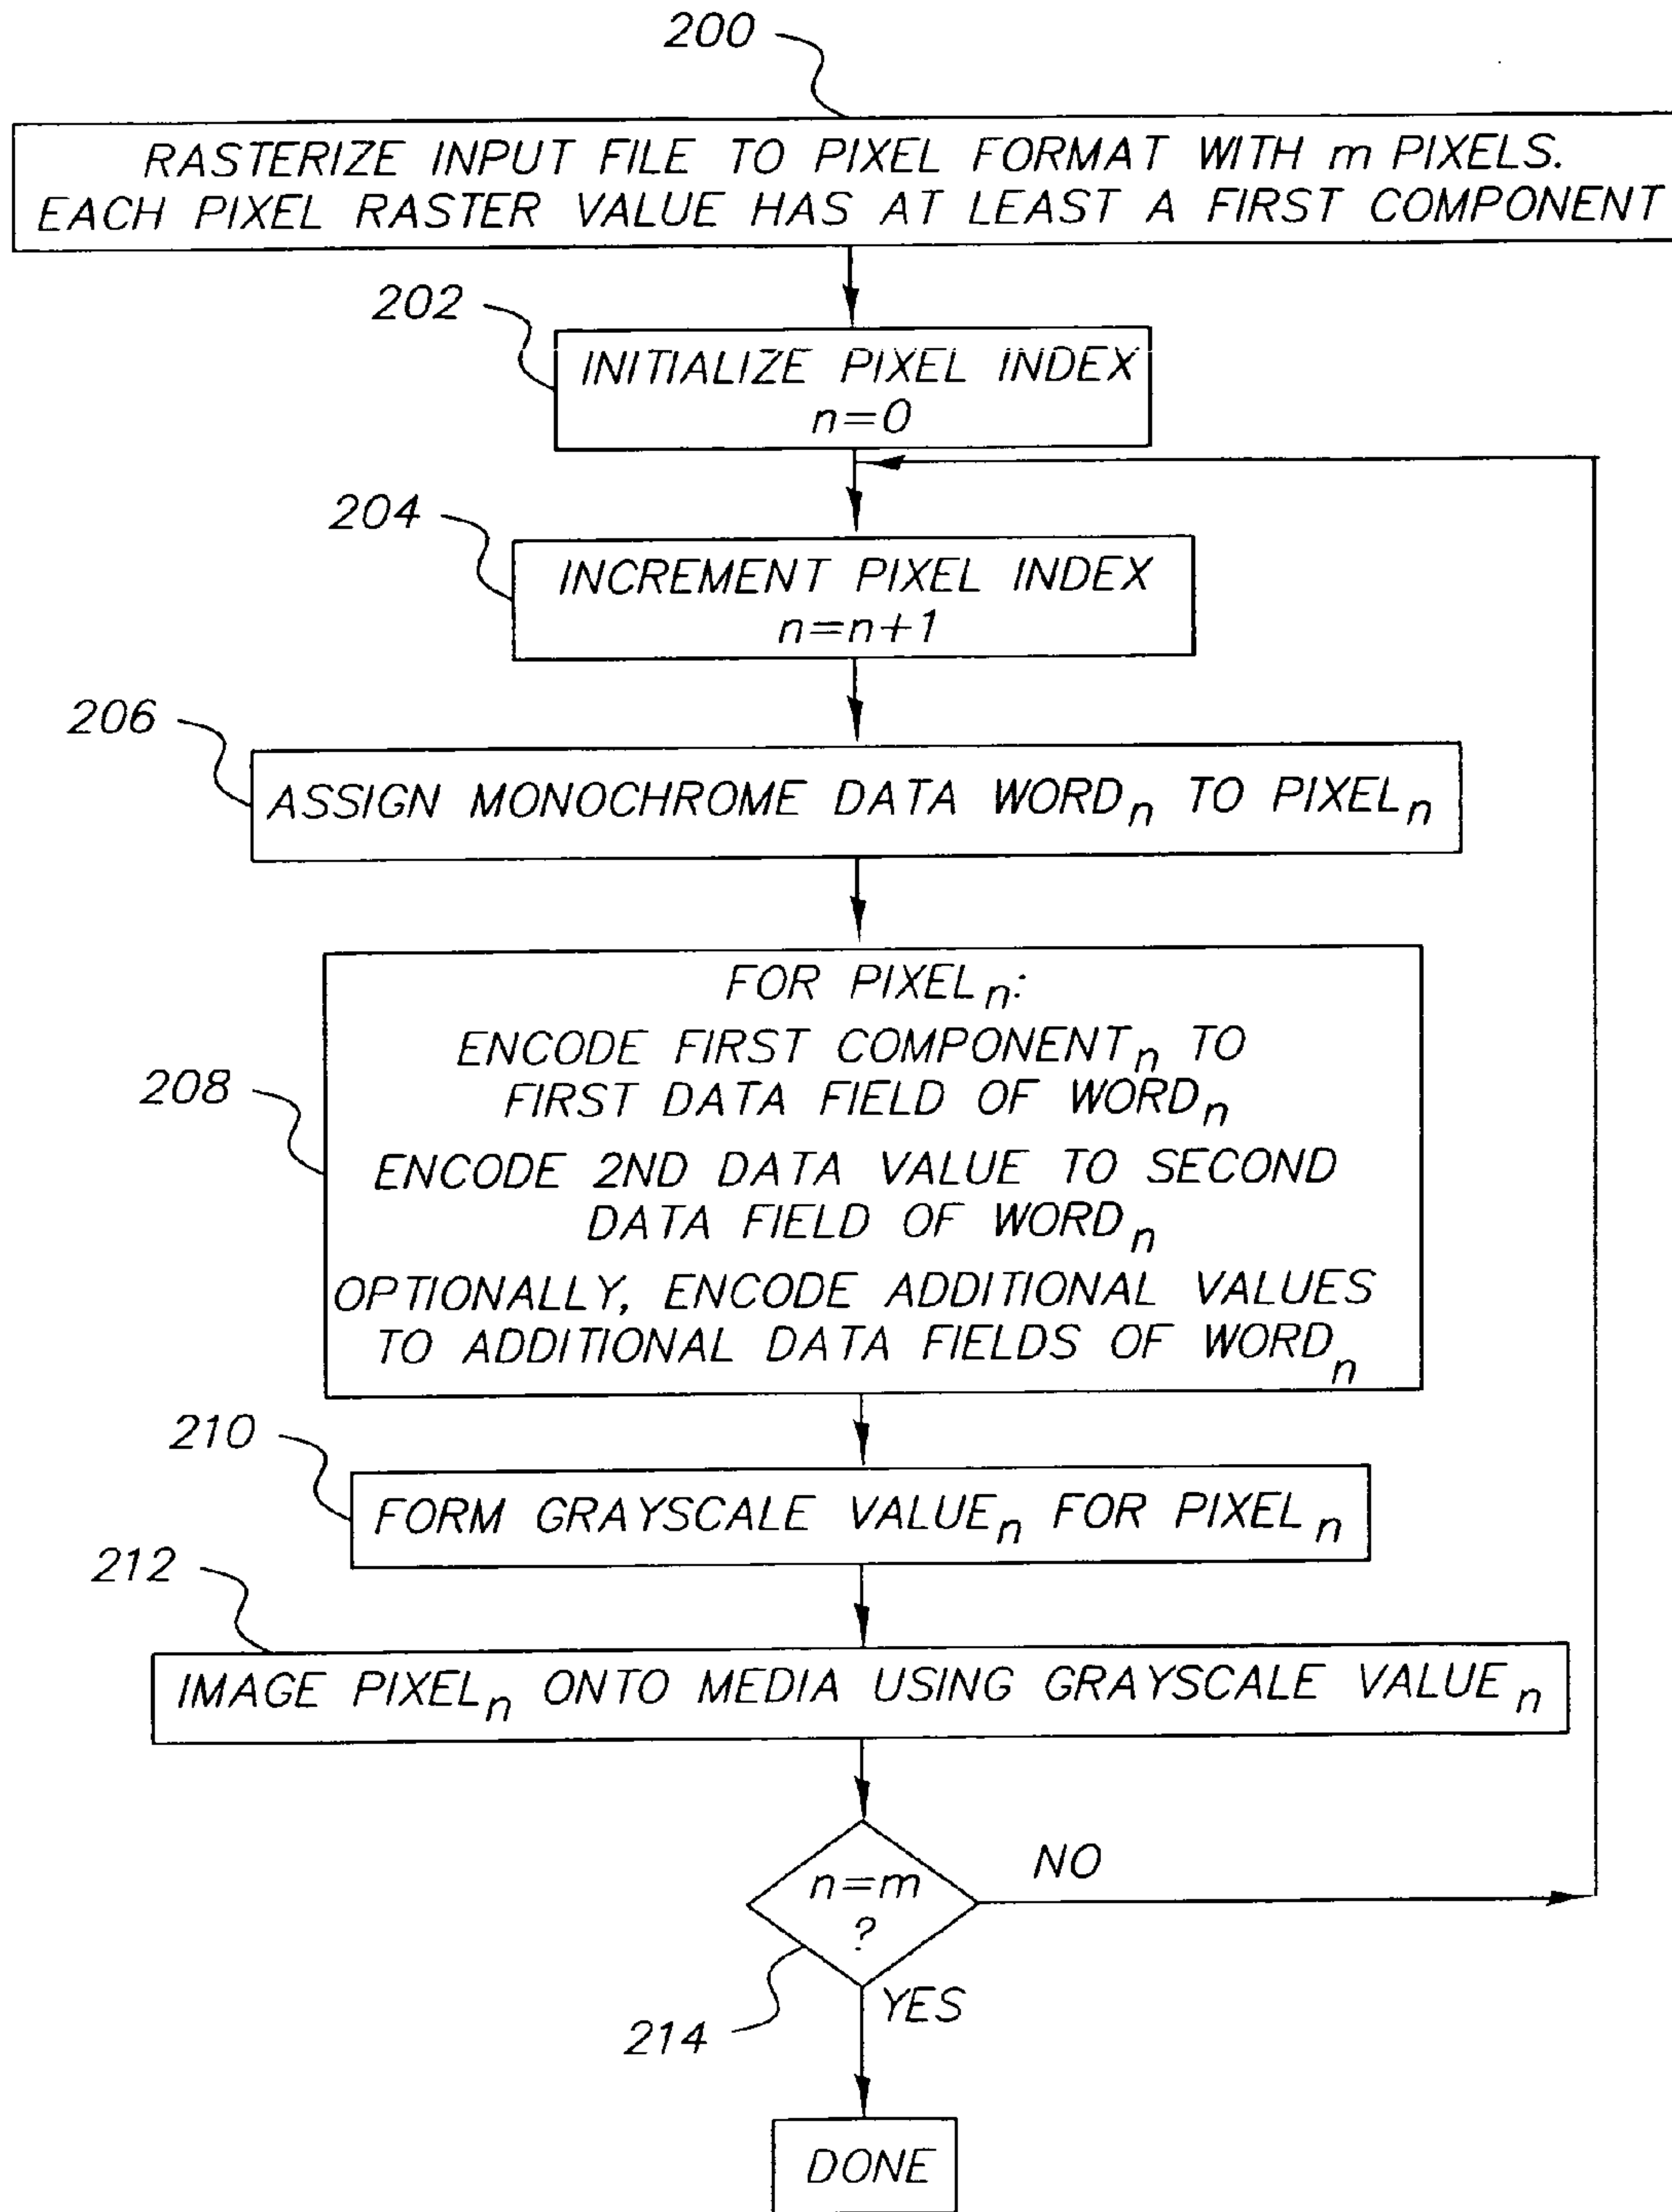 200
RASTERIZE INPUT FILE TO PIXEL FORMAT WITH m PIXELS.
EACH PIXEL RASTER VALUE HAS AT LEAST A FIRST COMPONENT
202
INITIALIZE PIXEL INDEX
n=0
204
INCREMENT PIXEL INDEX
n=n+1
206
ASSIGN MONOCHROME DATA WORDn TO PIXELn
208
FOR PIXELn:
ENCODE FIRST COMPONENTn TO
FIRST DATA FIELD OF WORDn
ENCODE 2ND DATA VALUE TO SECOND
DATA FIELD OF WORDn
OPTIONALLY, ENCODE ADDITIONAL VALUES
TO ADDITIONAL DATA FIELDS OF WORDn
210
FORM GRAYSCALE VALUEn FOR PIXELn
212
IMAGE PIXELn ONTO MEDIA USING GRAYSCALE VALUEn
n=m
?
NO
214
YES
DONE